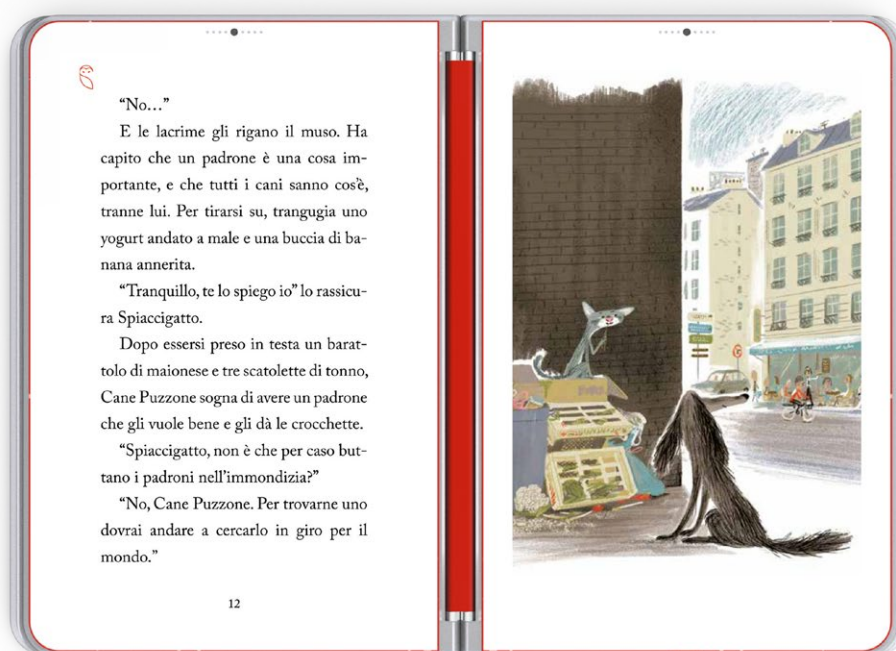 “No…”
E le lacrime gli rigano il muso. Ha
capito che un padrone è una cosa im-
portante, e che tutti i cani sanno cos’è,
tranne lui. Per tirarsi su, trangugia uno
yogurt andato a male e una buccia di ba-
nana annerita.
“Tranquillo, te lo spiego io” lo rassicu-
ra Spiaccigatto.
Dopo essersi preso in testa un barat-
tolo di maionese e tre scatolette di tonno,
Cane Puzzone sogna di avere un padrone
che gli vuole bene e gli dà le crocchette.
“Spiaccigatto, non è che per caso but-
tano i padroni nell’immondizia?”
“No, Cane Puzzone. Per trovarne uno
dovrai andare a cercarlo in giro per il
mondo.”
12